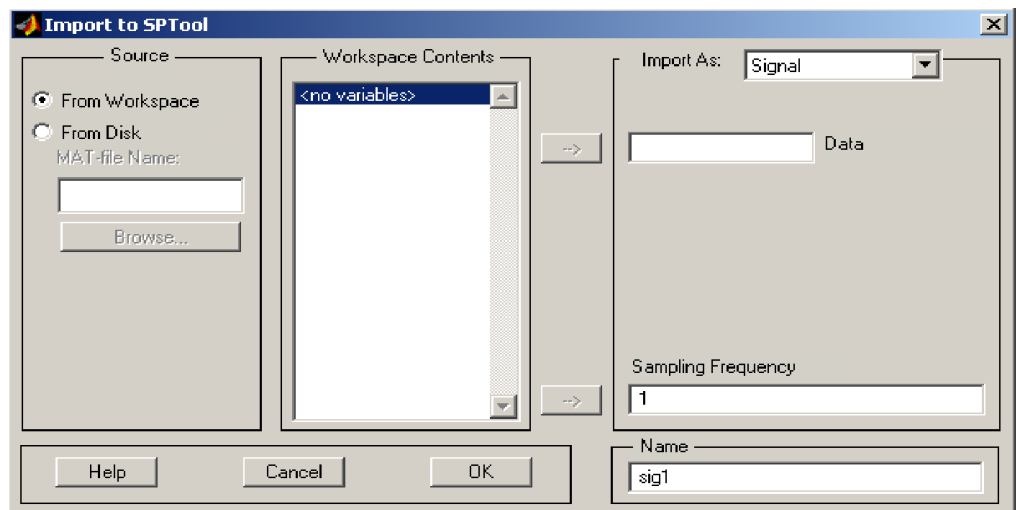 Import to SPTool
Source
From Workspace
From Disk
MAT-file Name:
Browse...
Workspace Contents
<no variables>
-->
-->
Import As: Signal
Data
Sampling Frequency
1
Help Cancel OK
Name
sig1